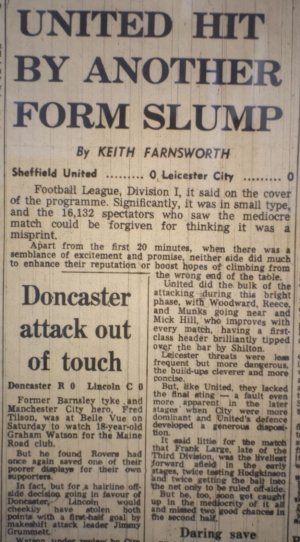 UNITED HIT
BY ANOTHER
FORM SLUMP
By KEITH FARNSWORTH
Sheffield United ......... 0 Leicester City ......... 0
Football League, Division I, it said on the cover
of the programme. Significantly, it was in small type,
and the 16,132 spectators who saw the mediocre
match could be forgiven for thinking it was a
misprint.
Apart from the first 20 minutes, when there was a
semblance of excitement and promise, neither side did much
to enhance their reputation or boost hopes of climbing from
the wrong end of the table.
United did the bulk of the
attacking during this bright
phase, with Woodward, Reece,
and Munks going near and
Mick Hill, who improves with
every match, having a first-
class header brilliantly tipped
over the bar by Shilton.
Leicester threats were less
frequent but more dangerous,
the build-up cleverer and more
concise.
But, like United, they lacked
the final sting — a fault even
more apparent in the later
stages when City were more
dominant and United's defence
developed a generous disposi-
tion.
It said little for the match
that Frank Large, late of the
Third Division, was the liveliest
forward afield in the early
stages, twice testing Hodgkinson
and twice getting the ball into
the net only to be ruled off-side.
But he, too, soon got caught
up in the mediocrity of it all
and missed two good chances in
the second half.
Daring save
Doncaster
attack out
of touch
Doncaster R 0 Lincoln C 0
Former Barnsley tyke and
Manchester City hero, Fred
Tilson, was at Belle Vue on
Saturday to watch 18-year-old
Graham Watson for the Maine
Road club.
But he found Rovers had
once again saved one of their
poorer displays for their own
supporters.
In fact, but for a hairline off-
side decision going in favour of
Doncaster, Lincoln would
cheekily have stolen both
points with a first-half goal by
makeshift attack leader Jimmy
Grummett.